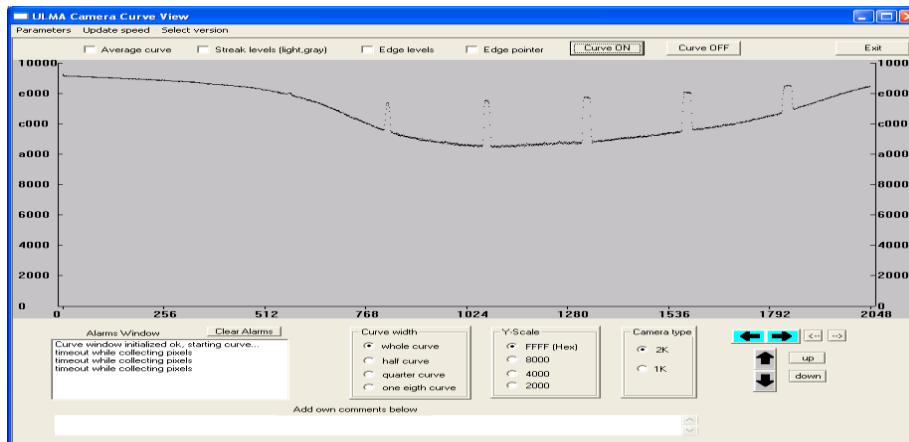 ULMA Camera Curve View
Parameters Update speed Select version
Average curve Streak levels (light,gray) Edge levels Edge pointer Curve ON Curve OFF Exit
10000 1000
e000 e000
c000 c000
a000 a000
8000 8000
6000 6000
4000 4000
2000 2000
0 0
0 256 512 768 1024 1280 1536 1792 2048
Alarms Window Clear Alarms Curve width Y-Scale Camera type
Curve window initialized ok, starting curve...
timeout while collecting pixels
timeout while collecting pixels
timeout while collecting pixels
whole curve
half curve
quarter curve
one eigth curve
FFFF (Hex)
8000
4000
2000
2K
1K
<-- -->
up
down
Add own comments below